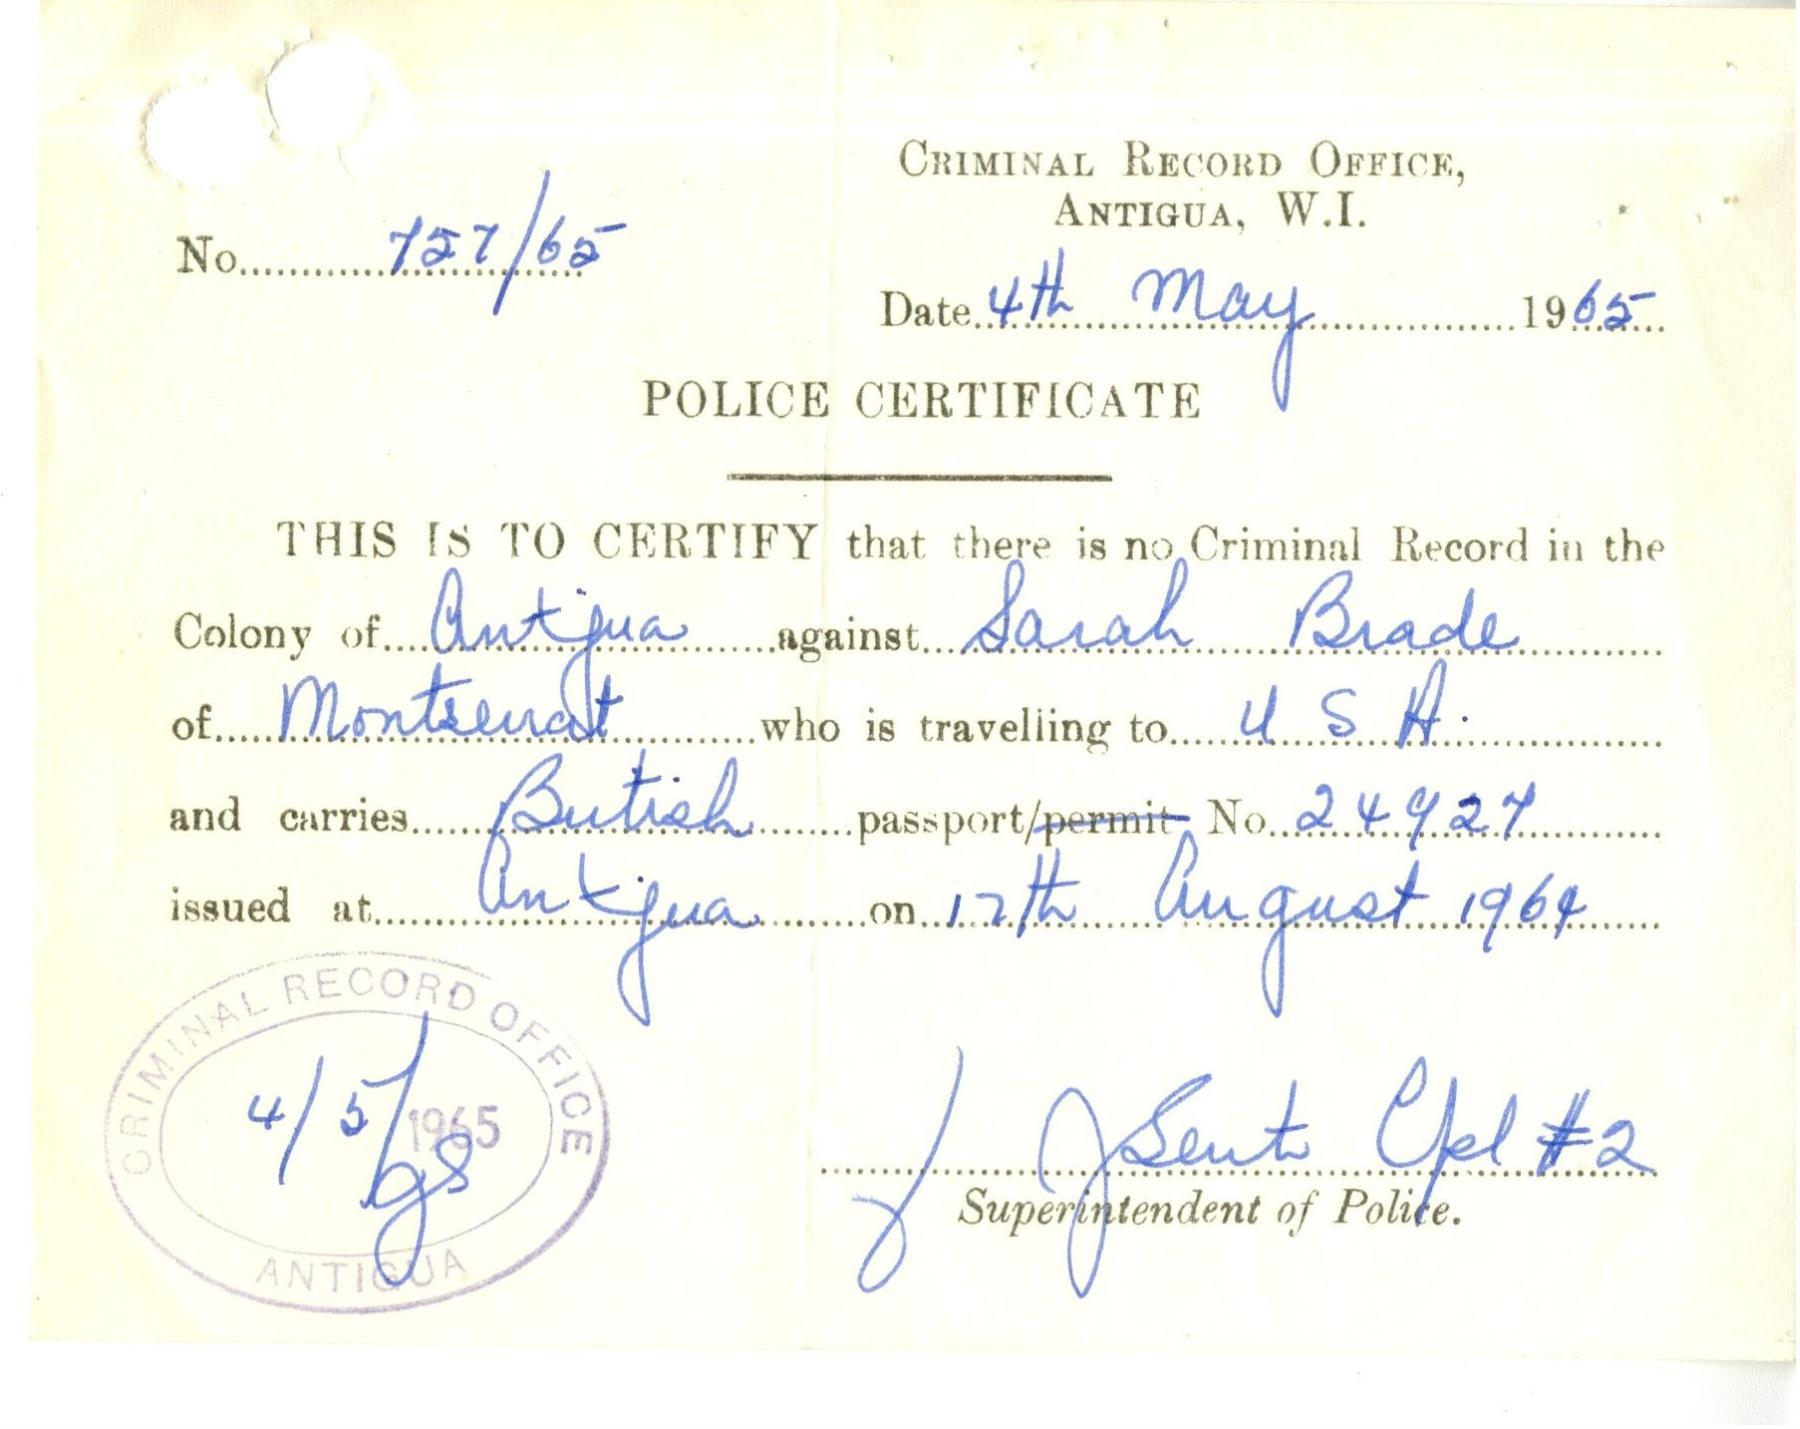 CRIMINAL RECORD OFFICE,
ANTIGUA, W.I.
No. 757/65
Date 4th May 1965
POLICE CERTIFICATE
THIS IS TO CERTIFY that there is no Criminal Record in the
Colony of Antigua against Sarah Brade
of Montserrat who is travelling to U S A.
and carries British passport/permit No. 24927
issued at Antigua on 17th August 1964
CRIMINAL RECORD OFFICE
4/5/1965
ANTIGUA
Cpl #2
Superintendent of Police.